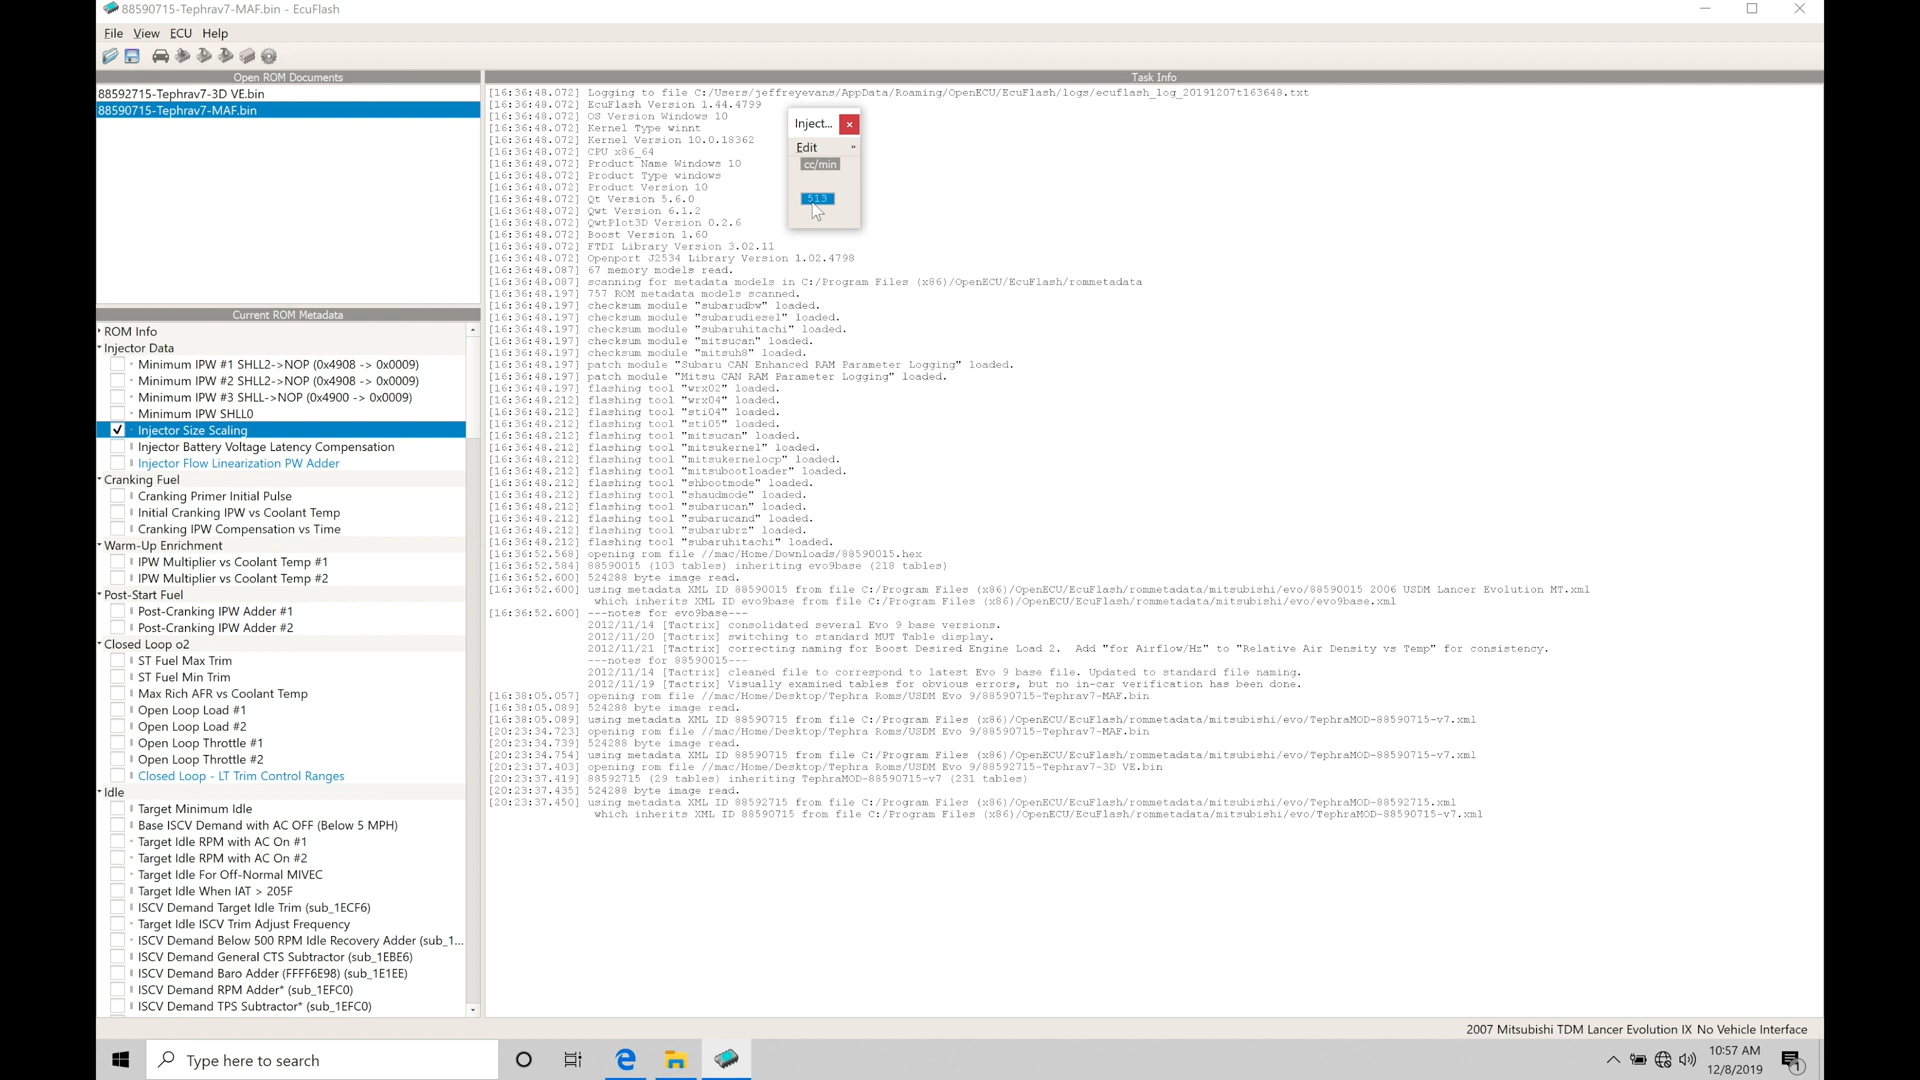 88590715-Tephrav7-MAF.bin - EcuFlash
File View ECU Help
Open ROM Documents
88592715-Tephrav7-3D VE.bin
88590715-Tephrav7-MAF.bin
Current ROM Metadata
ROM Info
Injector Data
Minimum IPW #1 SHLL2->NOP (0x4908 -> 0x0009)
Minimum IPW #2 SHLL2->NOP (0x4908 -> 0x0009)
Minimum IPW #3 SHLL->NOP (0x4900 -> 0x0009)
Minimum IPW SHLL0
Injector Size Scaling
Injector Battery Voltage Latency Compensation
Injector Flow Linearization PW Adder
Cranking Fuel
Cranking Primer Initial Pulse
Initial Cranking IPW vs Coolant Temp
Cranking IPW Compensation vs Time
Warm-Up Enrichment
IPW Multiplier vs Coolant Temp #1
IPW Multiplier vs Coolant Temp #2
Post-Start Fuel
Post-Cranking IPW Adder #1
Post-Cranking IPW Adder #2
Closed Loop o2
ST Fuel Max Trim
ST Fuel Min Trim
Max Rich AFR vs Coolant Temp
Open Loop Load #1
Open Loop Load #2
Open Loop Throttle #1
Open Loop Throttle #2
Closed Loop - LT Trim Control Ranges
Idle
Target Minimum Idle
Base ISCV Demand with AC OFF (Below 5 MPH)
Target Idle RPM with AC On #1
Target Idle RPM with AC On #2
Target Idle For Off-Normal MIVEC
Target Idle When IAT > 205F
ISCV Demand Target Idle Trim (sub_1ECF6)
Target Idle ISCV Trim Adjust Frequency
ISCV Demand Below 500 RPM Idle Recovery Adder (sub_1...
ISCV Demand General CTS Subtractor (sub_1EBE6)
ISCV Demand Baro Adder (FFFF6E98) (sub_1E1EE)
ISCV Demand RPM Adder* (sub_1EFC0)
ISCV Demand TPS Subtractor* (sub_1EFC0)
Task Info
[16:36:48.072] Logging to file C:/Users/jeffreyevans/AppData/Roaming/OpenECU/EcuFlash/logs/ecuflash_log_20191207t163648.txt
[16:36:48.072] EcuFlash Version 1.44.4799
[16:36:48.072] OS Version Windows 10
[16:36:48.072] Kernel Type winnt
[16:36:48.072] Kernel Version 10.0.18362
[16:36:48.072] CPU x86_64
[16:36:48.072] Product Name Windows 10
[16:36:48.072] Product Type windows
[16:36:48.072] Product Version 10
[16:36:48.072] Qt Version 5.6.0
[16:36:48.072] Qwt Version 6.1.2
[16:36:48.072] QwtPlot3D Version 0.2.6
[16:36:48.072] Boost Version 1.60
[16:36:48.072] FTDI Library Version 3.02.11
[16:36:48.072] Openport J2534 Library Version 1.02.4798
[16:36:48.087] 67 memory models read.
[16:36:48.087] scanning for metadata models in C:/Program Files (x86)/OpenECU/EcuFlash/rommetadata
[16:36:48.197] 757 ROM metadata models scanned.
[16:36:48.197] checksum module "subarudbw" loaded.
[16:36:48.197] checksum module "subarudiesel" loaded.
[16:36:48.197] checksum module "subaruhitachi" loaded.
[16:36:48.197] checksum module "mitsucan" loaded.
[16:36:48.197] checksum module "mitsuh8" loaded.
[16:36:48.197] patch module "Subaru CAN Enhanced RAM Parameter Logging" loaded.
[16:36:48.197] patch module "Mitsu CAN RAM Parameter Logging" loaded.
[16:36:48.197] flashing tool "wrx02" loaded.
[16:36:48.197] flashing tool "wrx04" loaded.
[16:36:48.212] flashing tool "sti04" loaded.
[16:36:48.212] flashing tool "sti05" loaded.
[16:36:48.212] flashing tool "mitsucan" loaded.
[16:36:48.212] flashing tool "mitsukernel" loaded.
[16:36:48.212] flashing tool "mitsukernelocp" loaded.
[16:36:48.212] flashing tool "mitsubootloader" loaded.
[16:36:48.212] flashing tool "shbootmode" loaded.
[16:36:48.212] flashing tool "shaudmode" loaded.
[16:36:48.212] flashing tool "subarucan" loaded.
[16:36:48.212] flashing tool "subarucand" loaded.
[16:36:48.212] flashing tool "subarubrz" loaded.
[16:36:48.212] flashing tool "subaruhitachi" loaded.
[16:36:52.568] opening rom file //mac/Home/Downloads/88590015.hex
[16:36:52.584] 88590015 (103 tables) inheriting evo9base (218 tables)
[16:36:52.600] 524288 byte image read.
[16:36:52.600] using metadata XML ID 88590015 from file C:/Program Files (x86)/OpenECU/EcuFlash/rommetadata/mitsubishi/evo/88590015 2006 USDM Lancer Evolution MT.xml
which inherits XML ID evo9base from file C:/Program Files (x86)/OpenECU/EcuFlash/rommetadata/mitsubishi/evo/evo9base.xml
[16:36:52.600] ---notes for evo9base---
2012/11/14 [Tactrix] consolidated several Evo 9 base versions.
2012/11/20 [Tactrix] switching to standard MUT Table display.
2012/11/21 [Tactrix] correcting naming for Boost Desired Engine Load 2.  Add "for Airflow/Hz" to "Relative Air Density vs Temp" for consistency.
---notes for 88590015---
2012/11/14 [Tactrix] cleaned file to correspond to latest Evo 9 base file. Updated to standard file naming.
2012/11/19 [Tactrix] Visually examined tables for obvious errors, but no in-car verification has been done.
[16:38:05.057] opening rom file //mac/Home/Desktop/Tephra Roms/USDM Evo 9/88590715-Tephrav7-MAF.bin
[16:38:05.089] 524288 byte image read.
[16:38:05.089] using metadata XML ID 88590715 from file C:/Program Files (x86)/OpenECU/EcuFlash/rommetadata/mitsubishi/evo/TephraMOD-88590715-v7.xml
[20:23:34.723] opening rom file //mac/Home/Desktop/Tephra Roms/USDM Evo 9/88590715-Tephrav7-MAF.bin
[20:23:34.739] 524288 byte image read.
[20:23:34.754] using metadata XML ID 88590715 from file C:/Program Files (x86)/OpenECU/EcuFlash/rommetadata/mitsubishi/evo/TephraMOD-88590715-v7.xml
[20:23:37.403] opening rom file //mac/Home/Desktop/Tephra Roms/USDM Evo 9/88592715-Tephrav7-3D VE.bin
[20:23:37.419] 88592715 (29 tables) inheriting TephraMOD-88590715-v7 (231 tables)
[20:23:37.435] 524288 byte image read.
[20:23:37.450] using metadata XML ID 88592715 from file C:/Program Files (x86)/OpenECU/EcuFlash/rommetadata/mitsubishi/evo/TephraMOD-88592715.xml
which inherits XML ID 88590715 from file C:/Program Files (x86)/OpenECU/EcuFlash/rommetadata/mitsubishi/evo/TephraMOD-88590715-v7.xml
Inject...
Edit »
cc/min
513
2007 Mitsubishi TDM Lancer Evolution IX No Vehicle Interface
Type here to search
10:57 AM
12/8/2019
1